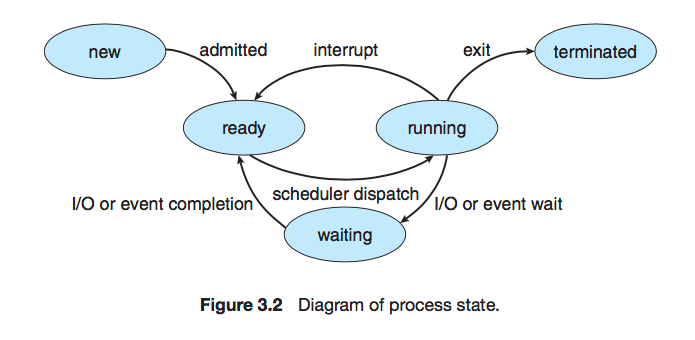 new
admitted
interrupt
exit
terminated
ready
running
I/O or event completion
scheduler dispatch
I/O or event wait
waiting
Figure 3.2 Diagram of process state.